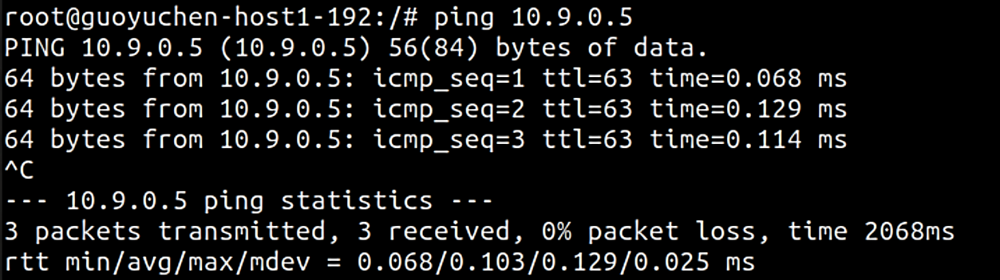 root@guoyuchen-host1-192:/# ping 10.9.0.5
PING 10.9.0.5 (10.9.0.5) 56(84) bytes of data.
64 bytes from 10.9.0.5: icmp_seq=1 ttl=63 time=0.068 ms
64 bytes from 10.9.0.5: icmp_seq=2 ttl=63 time=0.129 ms
64 bytes from 10.9.0.5: icmp_seq=3 ttl=63 time=0.114 ms
^C
--- 10.9.0.5 ping statistics ---
3 packets transmitted, 3 received, 0% packet loss, time 2068ms
rtt min/avg/max/mdev = 0.068/0.103/0.129/0.025 ms